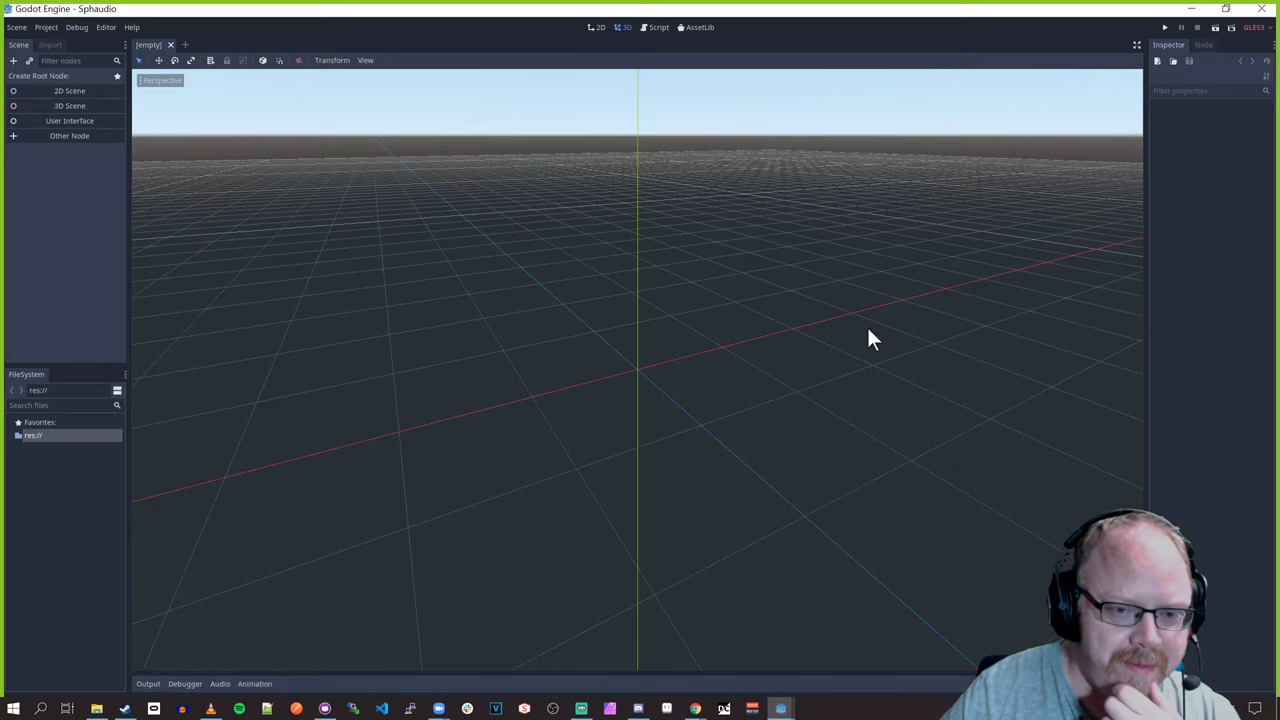 Godot Engine - Sphaudio
Scene Project Debug Editor Help
2D 3D Script AssetLib
GLES3
Scene Import
[empty]
Inspector Node
Filter nodes
Transform View
Create Root Node:
Perspective
2D Scene
3D Scene
User Interface
Other Node
Filter properties
FileSystem
res://
Search files
Favorites:
res://
Output Debugger Audio Animation